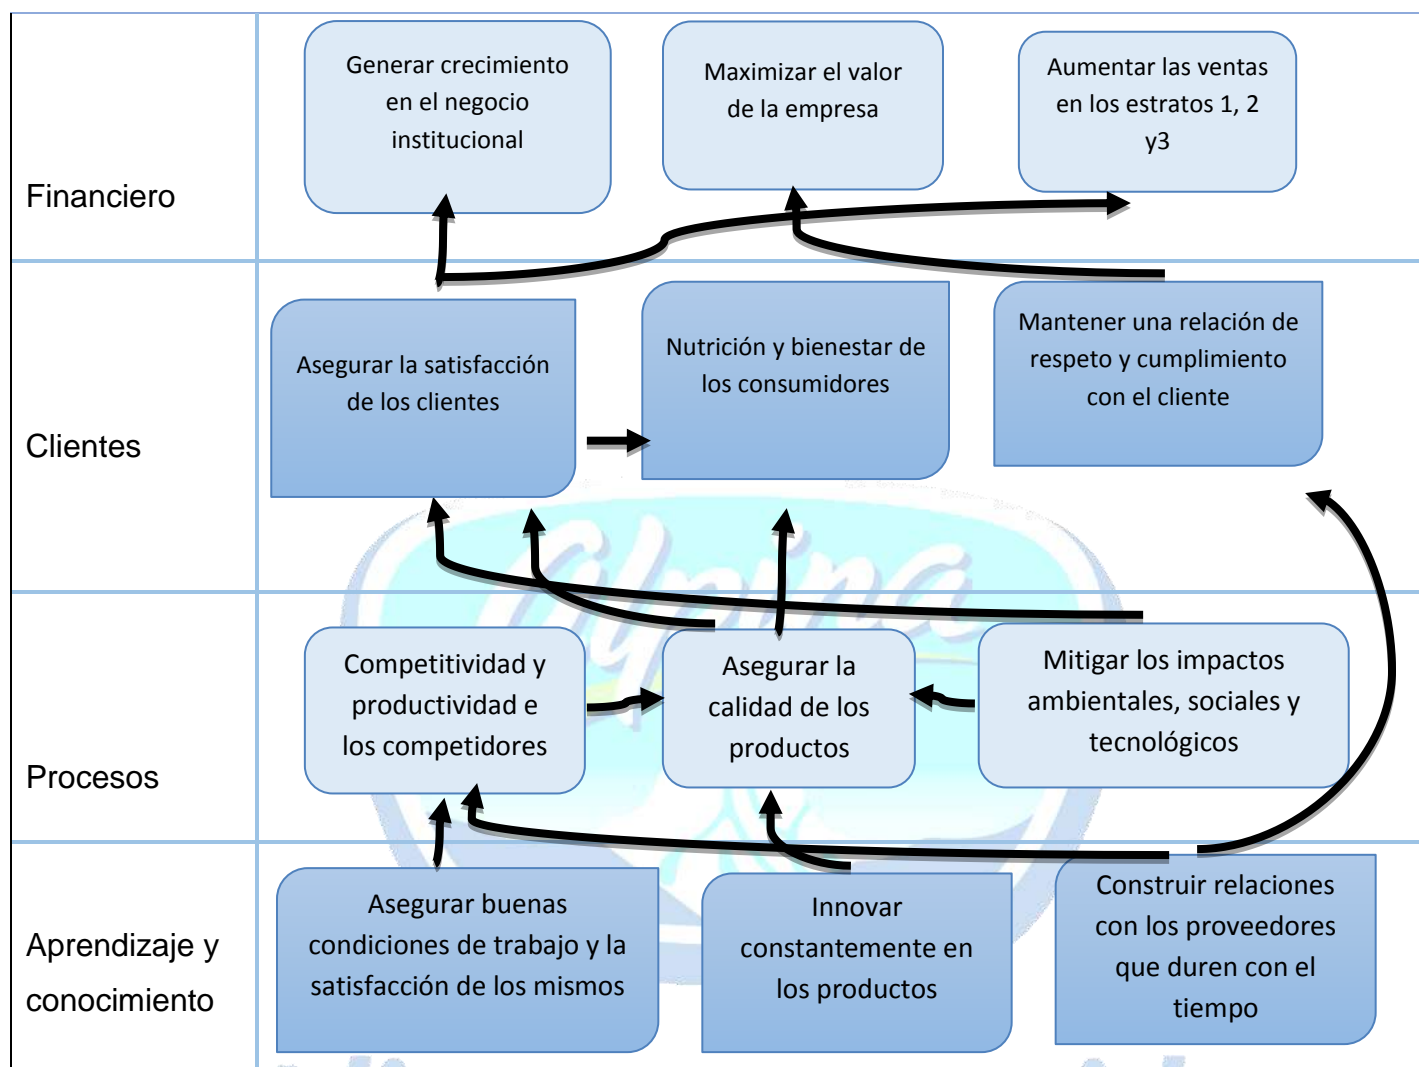 Financiero
Generar crecimiento
en el negocio
institucional
Maximizar el valor
de la empresa
Aumentar las ventas
en los estratos 1, 2
y3
Clientes
Asegurar la satisfacción
de los clientes
Nutrición y bienestar de
los consumidores
Mantener una relación de
respeto y cumplimiento
con el cliente
alpina
Procesos
Competitividad y
productividad e
los competidores
Asegurar la
calidad de los
productos
Mitigar los impactos
ambientales, sociales y
tecnológicos
Aprendizaje y
conocimiento
Asegurar buenas
condiciones de trabajo y la
satisfacción de los mismos
Innovar
constantemente en
los productos
Construir relaciones
con los proveedores
que duren con el
tiempo